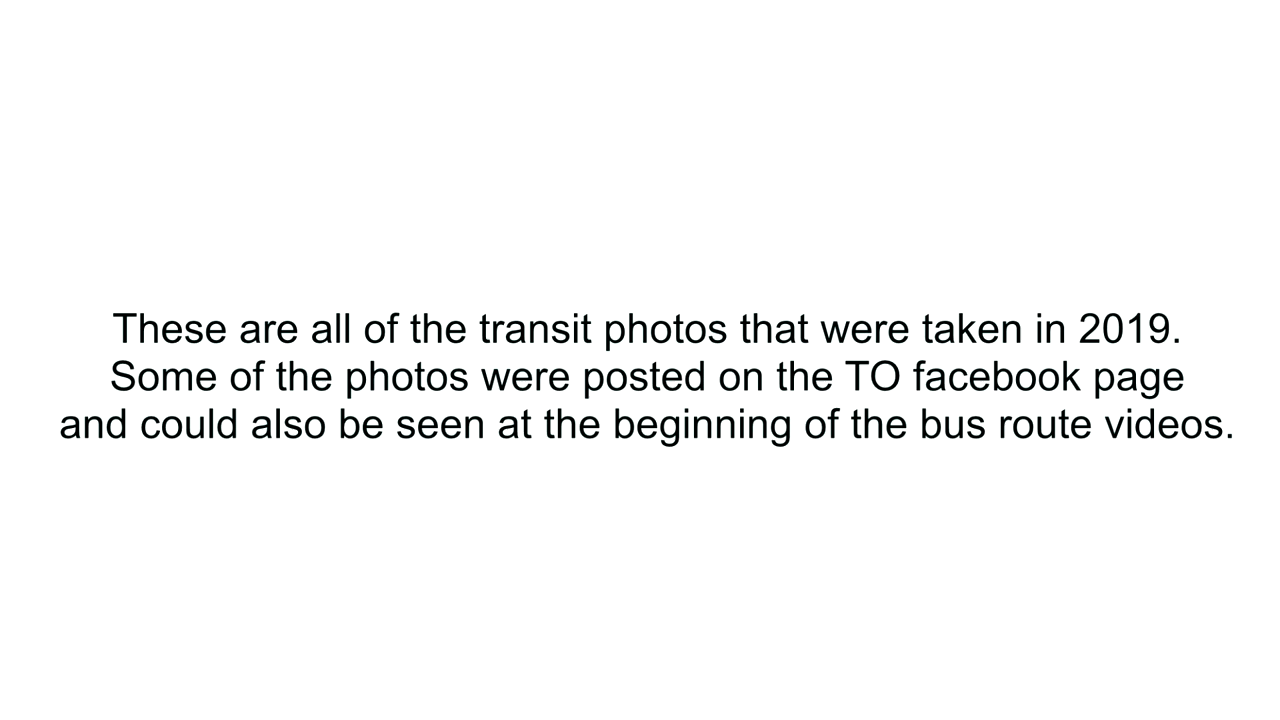 These are all of the transit photos that were taken in 2019.
Some of the photos were posted on the TO facebook page
and could also be seen at the beginning of the bus route videos.